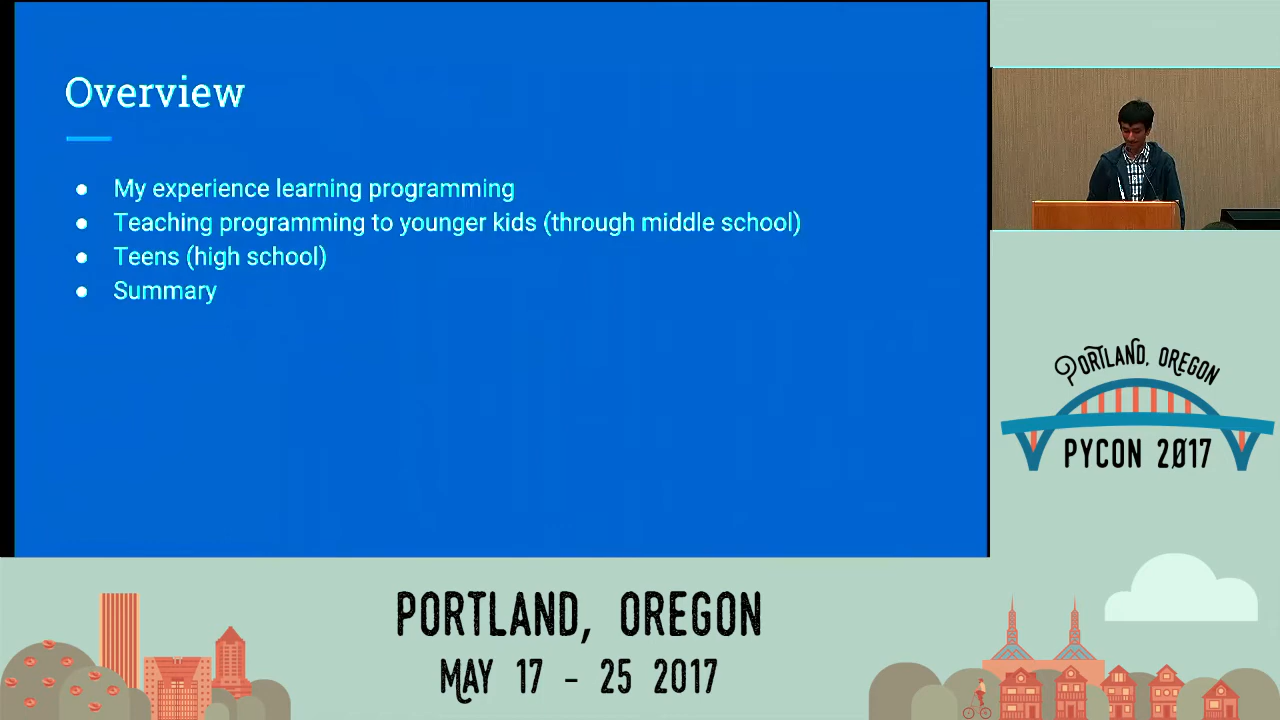 Overview
● My experience learning programming
● Teaching programming to younger kids (through middle school)
● Teens (high school)
● Summary
PORTLAND, OREGON
PYCON 2017
PORTLAND, OREGON
MAY 17 - 25 2017